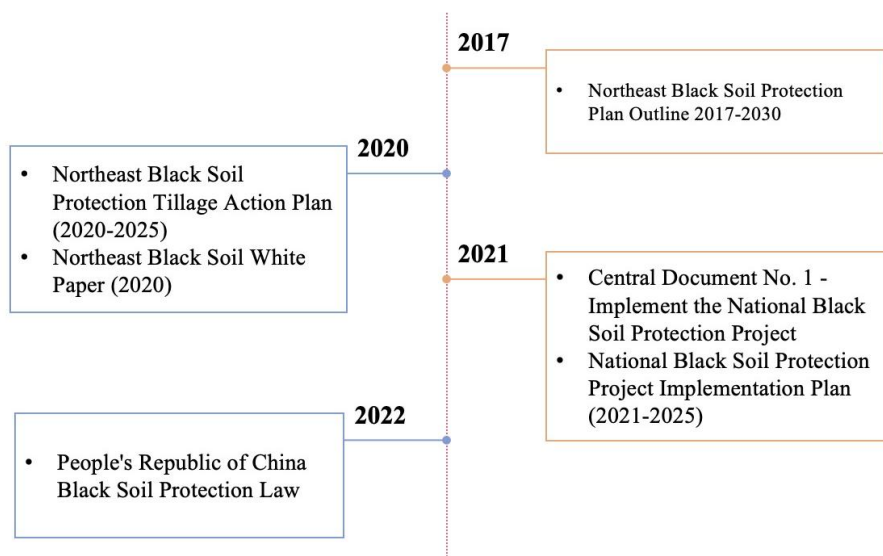 2017
• Northeast Black Soil Protection
Plan Outline 2017-2030
2020
• Northeast Black Soil
Protection Tillage Action Plan
(2020-2025)
• Northeast Black Soil White
Paper (2020)
2021
• Central Document No. 1 -
Implement the National Black
Soil Protection Project
• National Black Soil Protection
Project Implementation Plan
(2021-2025)
2022
• People's Republic of China
Black Soil Protection Law